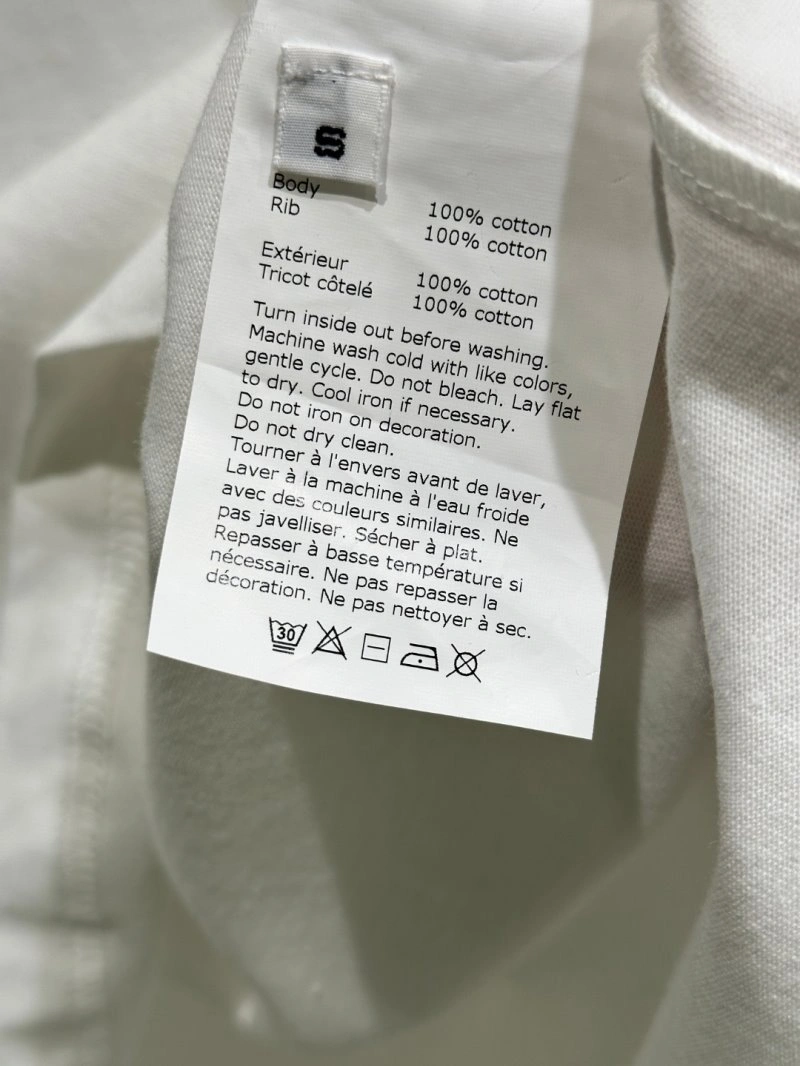 S
Body
Rib
100% cotton
100% cotton
Extérieur
Tricot côtelé
100% cotton
100% cotton
Turn inside out before washing.
Machine wash cold with like colors,
gentle cycle. Do not bleach. Lay flat
to dry. Cool iron if necessary.
Do not iron on decoration.
Do not dry clean.
Tourner à l'envers avant de laver,
Laver à la machine à l'eau froide
avec des couleurs similaires. Ne
pas javelliser. Sécher à plat.
Repasser à basse température si
nécessaire. Ne pas repasser la
décoration. Ne pas nettoyer à sec.
30